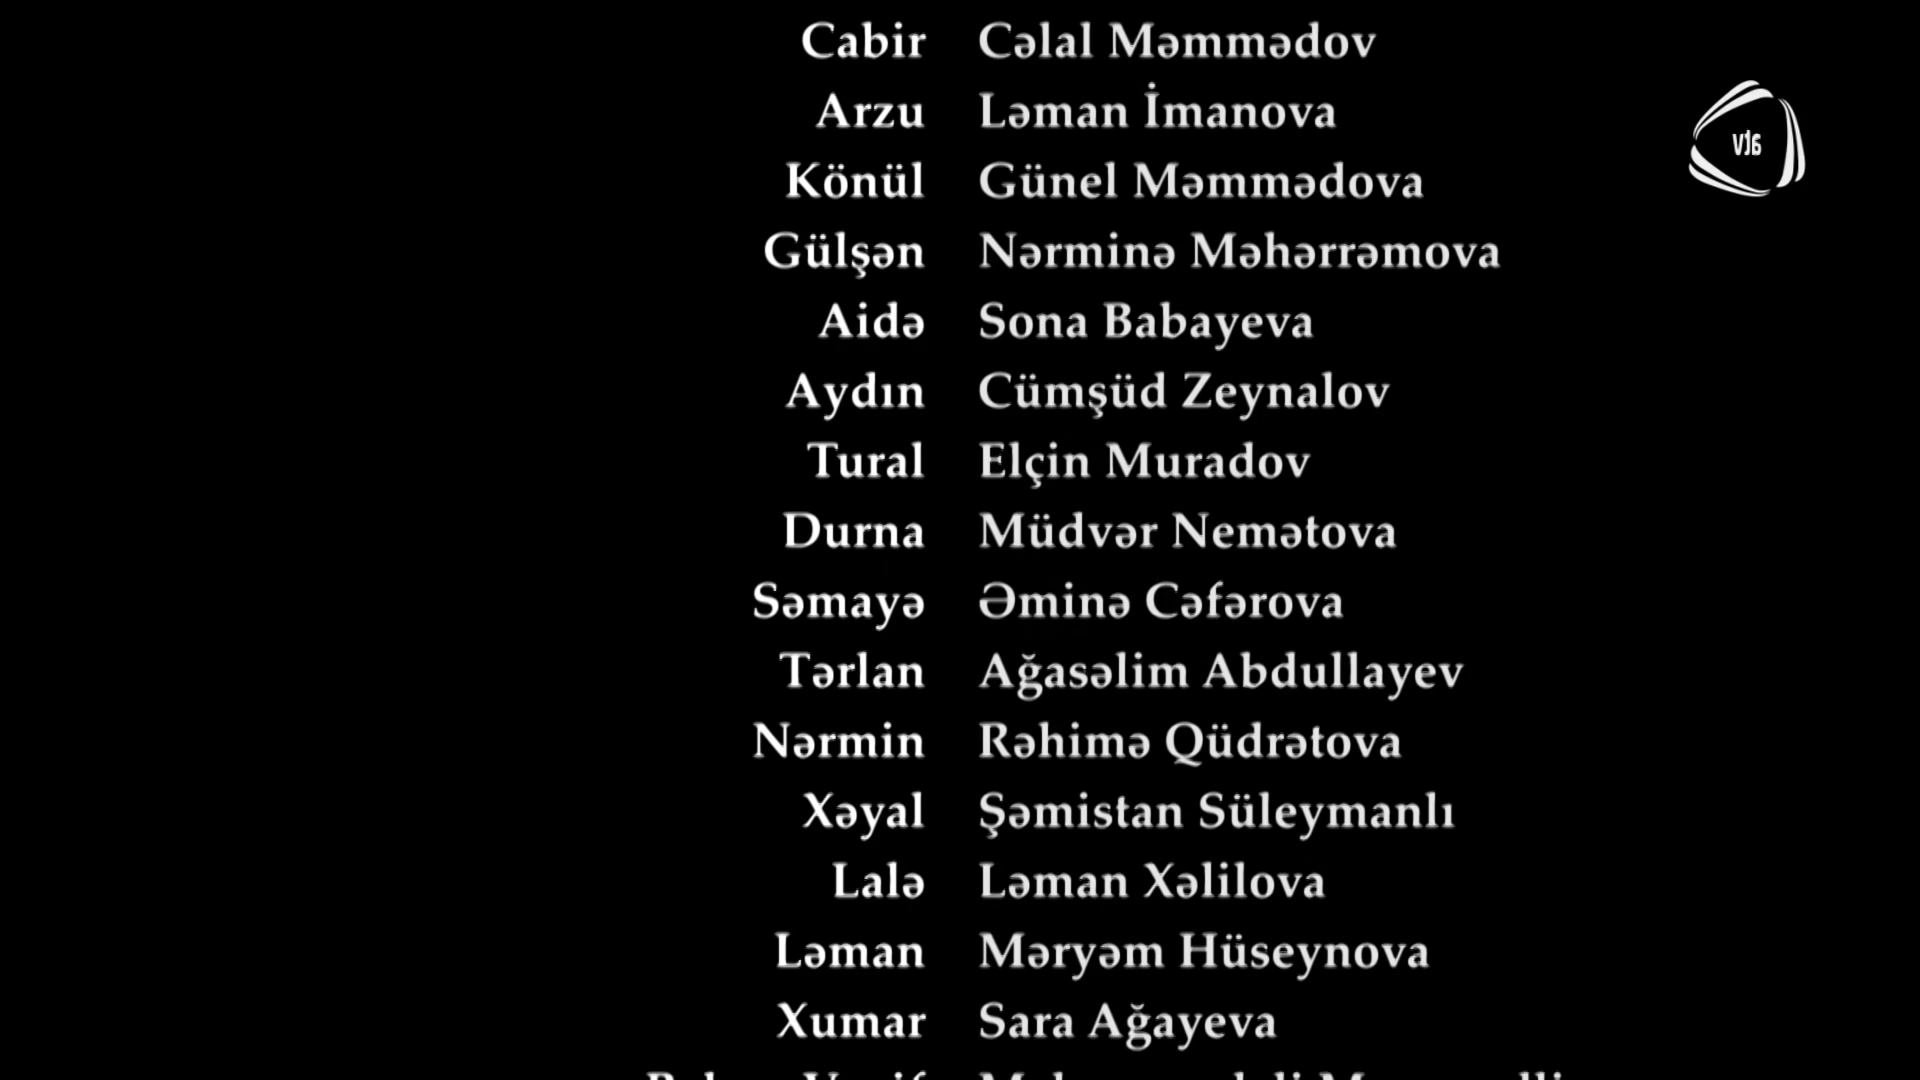 Cabir Cəlal Məmmədov
Arzu Ləman İmanova
Könül Günel Məmmədova
Gülşən Nərminə Məhərrəmova
Aidə Sona Babayeva
Aydın Cümşüd Zeynalov
Tural Elçin Muradov
Durna Müdvər Nemətova
Səmayə Əminə Cəfərova
Tərlan Ağasəlim Abdullayev
Nərmin Rəhimə Qüdrətova
Xəyal Şəmistan Süleymanlı
Lalə Ləman Xəlilova
Ləman Məryəm Hüseynova
Xumar Sara Ağayeva